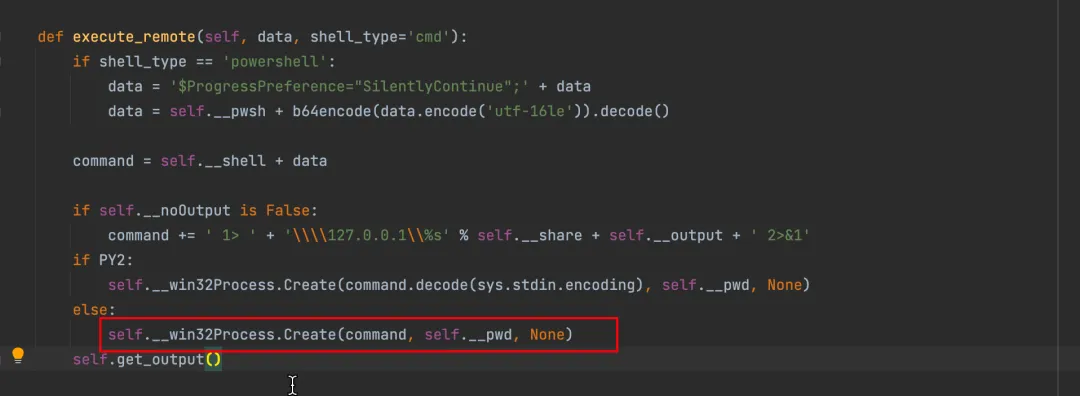 def execute_remote(self, data, shell_type='cmd'):
if shell_type == 'powershell':
data = '$ProgressPreference="SilentlyContinue";' + data
data = self.__pwsh + b64encode(data.encode('utf-16le')).decode()
command = self.__shell + data
if self.__noOutput is False:
command += ' 1> ' + '\\\\127.0.0.1\\%s' % self.__share + self.__output + ' 2>&1'
if PY2:
self.__win32Process.Create(command.decode(sys.stdin.encoding), self.__pwd, None)
else:
self.__win32Process.Create(command, self.__pwd, None)
self.get_output()